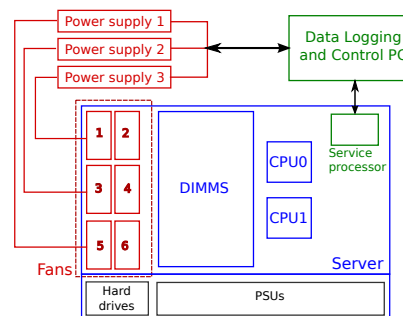 Power supply 1
Power supply 2
Power supply 3
Data Logging
and Control PC
1
2
3
4
5
6
DIMMS
CPU0
CPU1
Service
processor
Fans
Server
Hard
drives
PSUs